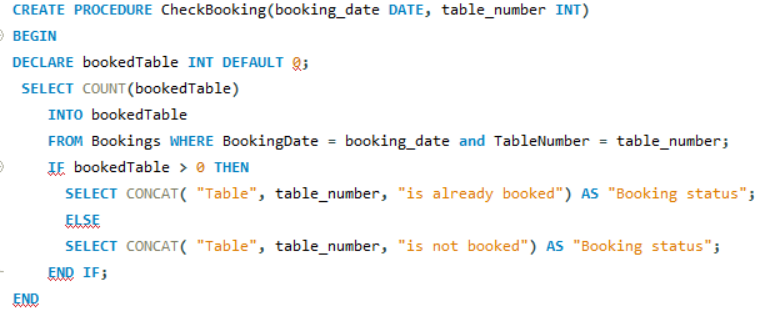 CREATE PROCEDURE CheckBooking(booking_date DATE, table_number INT)
BEGIN
DECLARE bookedTable INT DEFAULT 0;
SELECT COUNT(bookedTable)
INTO bookedTable
FROM Bookings WHERE BookingDate = booking_date and TableNumber = table_number;
IF bookedTable > 0 THEN
SELECT CONCAT( "Table", table_number, "is already booked") AS "Booking status";
ELSE
SELECT CONCAT( "Table", table_number, "is not booked") AS "Booking status";
END IF;
END